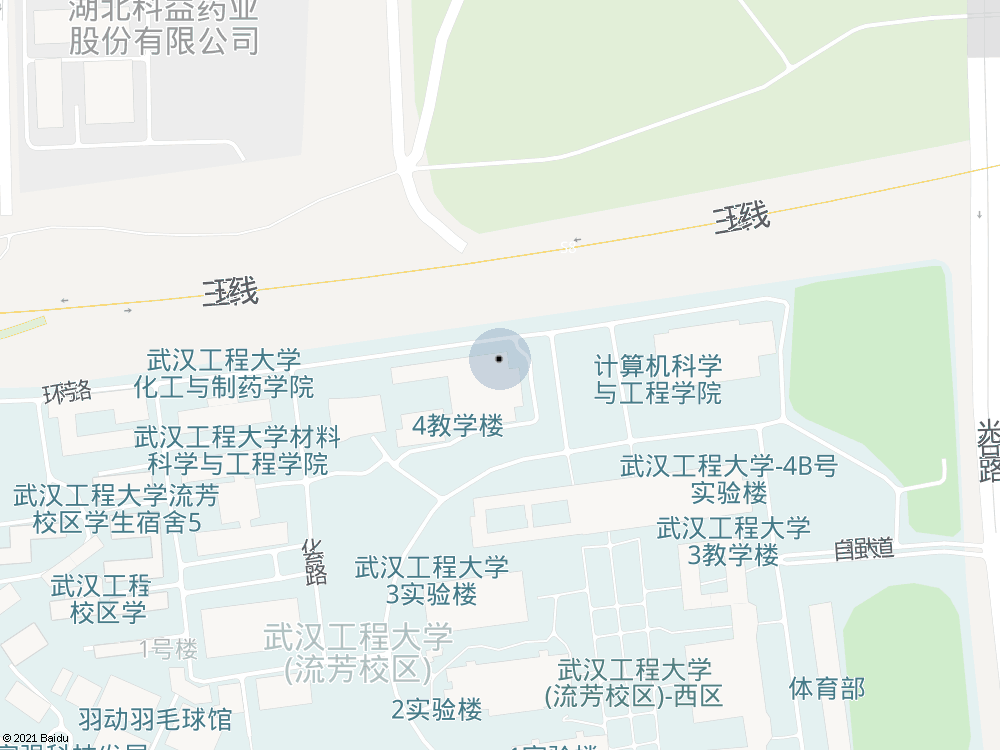 湖北科益药业
股份有限公司
三环线
53
三环线
武汉工程大学
化工与制药学院
计算机科学
与工程学院
环跨路
4教学楼
武汉工程大学材料
科学与工程学院
武汉工程大学-4B号
实验楼
武汉工程大学流芳
校区学生宿舍5
武汉工程大学
3教学楼
自强大道
化育路
武汉工程大学
3实验楼
武汉工程
校区学
1号楼
武汉工程大学
(流芳校区)
武汉工程大学
(流芳校区)-西区
体育部
2实验楼
羽动羽毛球馆
1实验楼
© 2021 Baidu